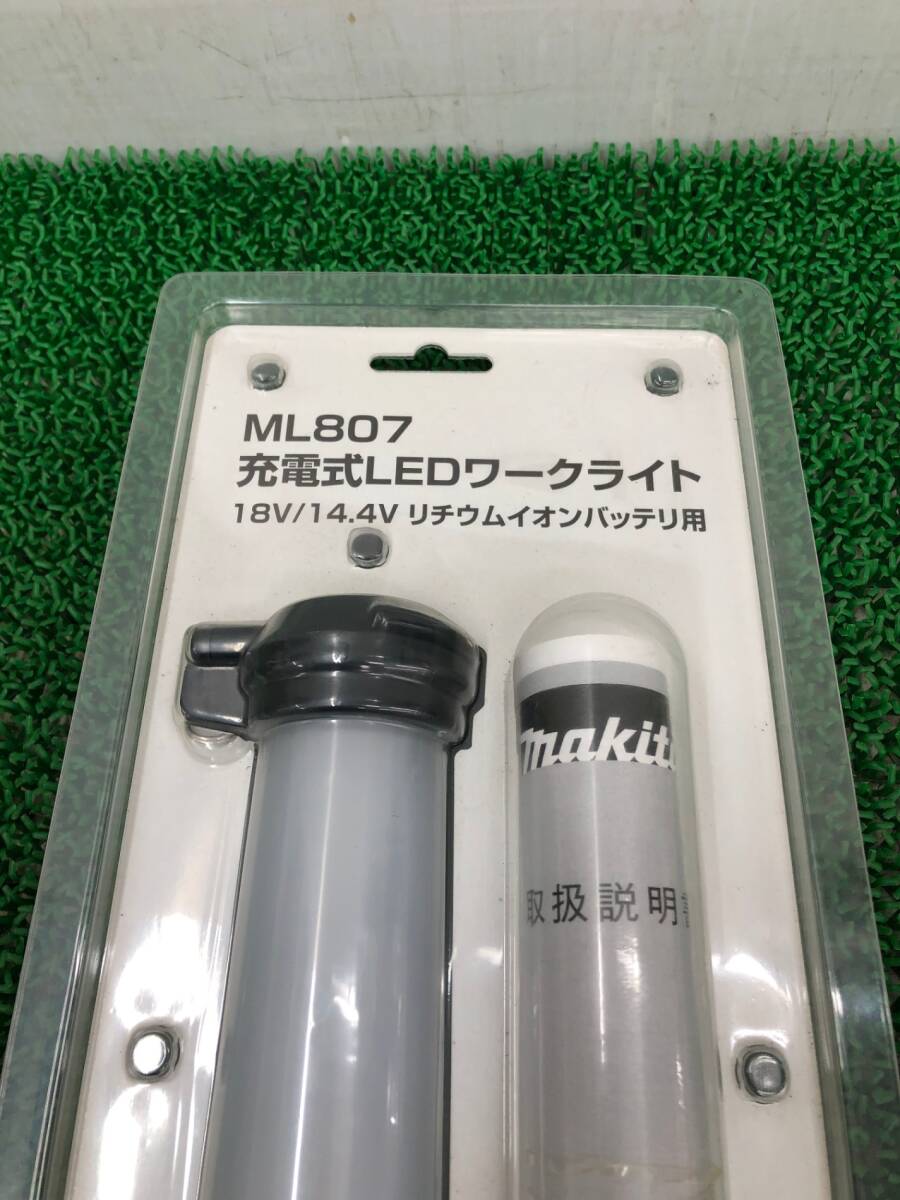 ML807
充電式LEDワークライト
18V/14.4V リチウムイオンバッテリ用
makita
取扱説明